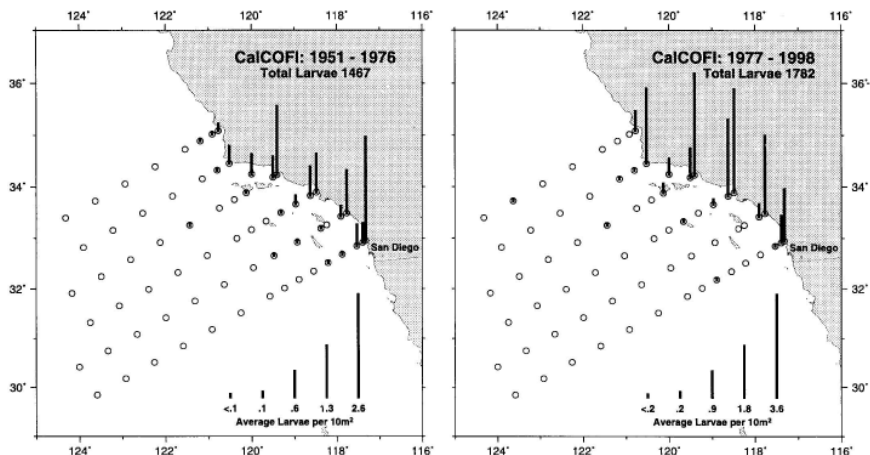 124° 122° 120° 118° 116°
CalCOFI: 1951 - 1976
Total Larvae 1467
36°
34°
San Diego
32°
30°
<.1 .1 .6 1.3 2.6
Average Larvae per 10m²
124° 122° 120° 118° 116°
124° 122° 120° 118° 116°
CalCOFI: 1977 - 1998
Total Larvae 1782
36°
34°
San Diego
32°
30°
<.2 .2 .9 1.8 3.6
Average Larvae per 10m²
124° 122° 120° 118° 116°